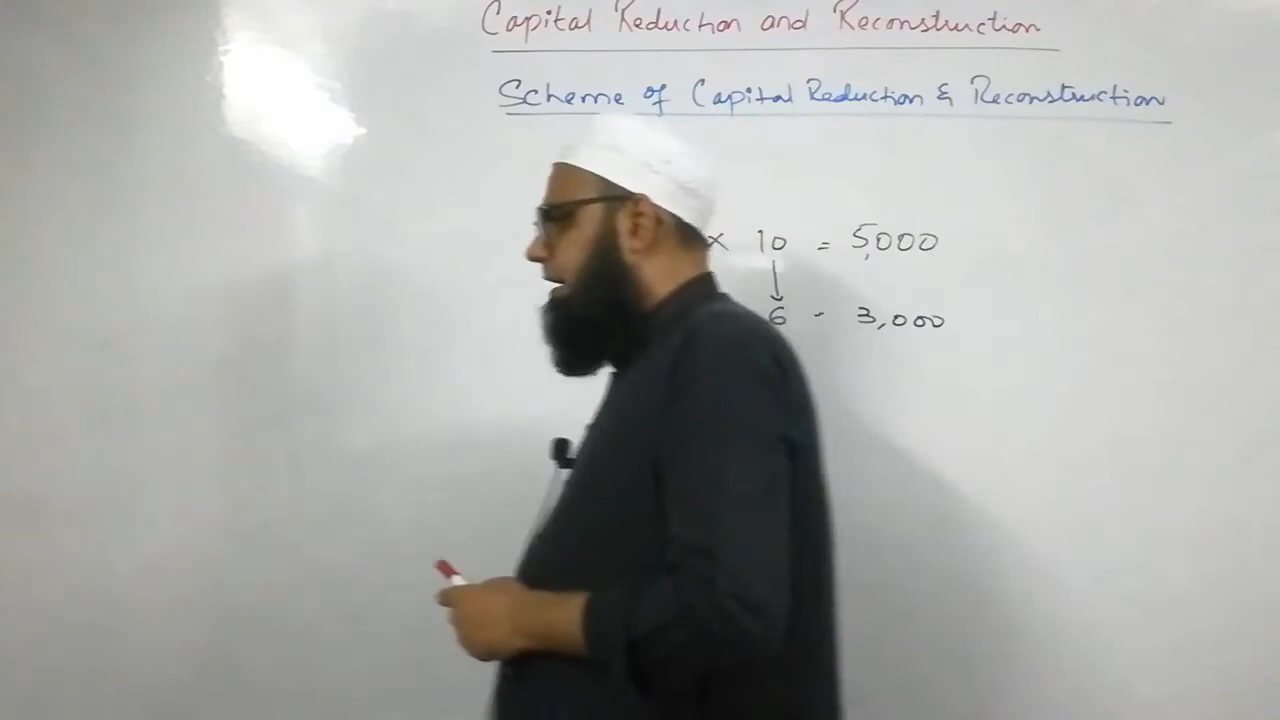 Capital Reduction and Reconstruction
Scheme of Capital Reduction & Reconstruction
× 10 = 5,000
↓
6 - 3,000